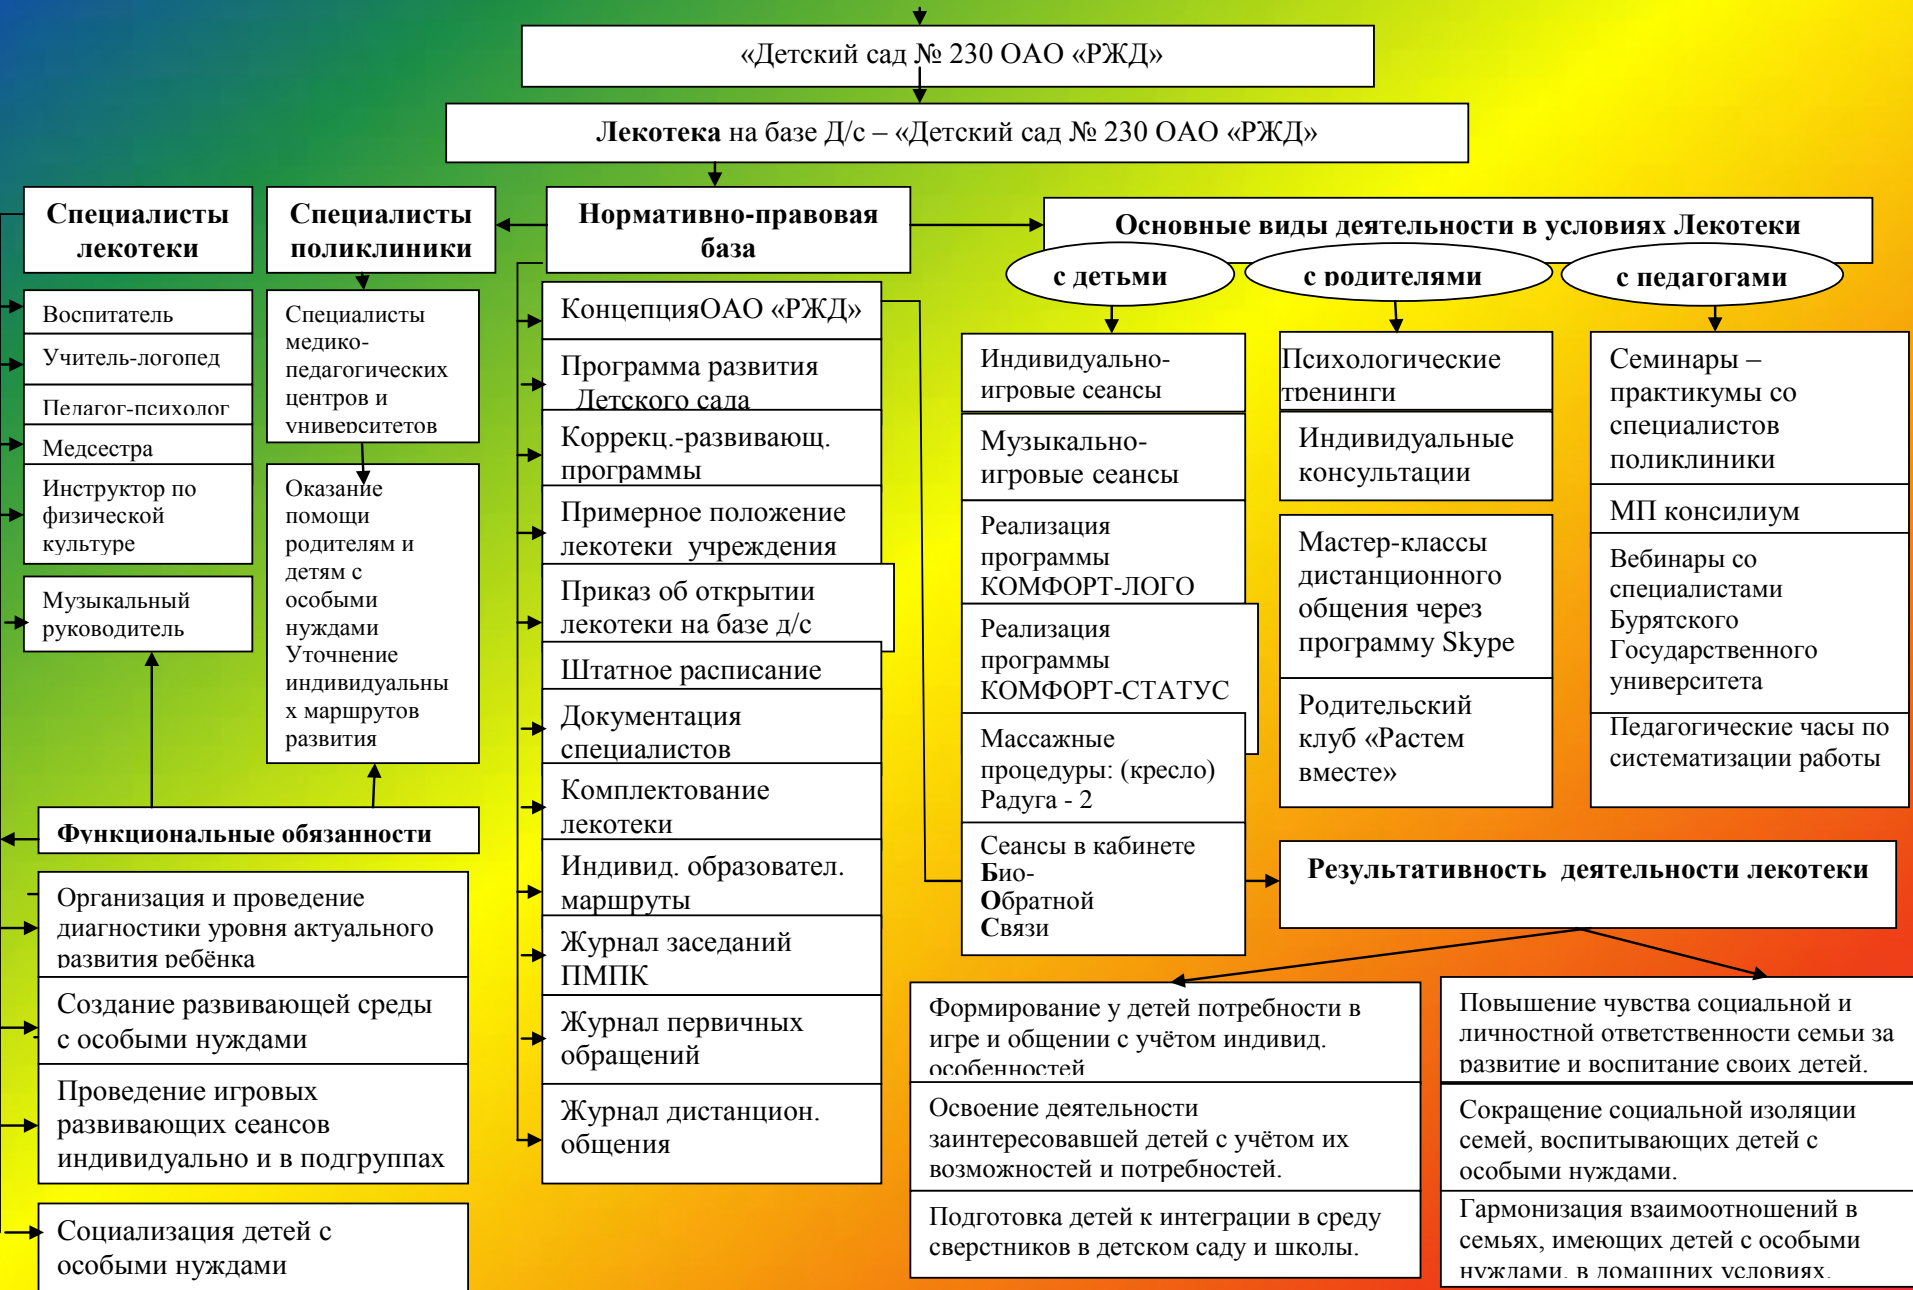 «Детский сад № 230 ОАО «РЖД»
Лекотека на базе Д/с – «Детский сад № 230 ОАО «РЖД»
Специалисты
лекотеки
Воспитатель
Учитель-логопед
Педагог-психолог
Медсестра
Инструктор по
физической
культуре
Музыкальный
руководитель
Специалисты
поликлиники
Специалисты
медико-
педагогических
центров и
университетов
Оказание
помощи
родителям и
детям с
особыми
нуждами
Уточнение
индивидуальны
х маршрутов
развития
Функциональные обязанности
Организация и проведение
диагностики уровня актуального
развития ребёнка
Создание развивающей среды
с особыми нуждами
Проведение игровых
развивающих сеансов
индивидуально и в подгруппах
Социализация детей с
особыми нуждами
Нормативно-правовая
база
КонцепцияОАО «РЖД»
Программа развития
Детского сада
Коррекц.-развивающ.
программы
Примерное положение
лекотеки учреждения
Приказ об открытии
лекотеки на базе д/с
Штатное расписание
Документация
специалистов
Комплектование
лекотеки
Индивид. образовател.
маршруты
Журнал заседаний
ПМПК
Журнал первичных
обращений
Журнал дистанцион.
общения
Основные виды деятельности в условиях Лекотеки
с детьми
Индивидуально-
игровые сеансы
Музыкально-
игровые сеансы
Реализация
программы
КОМФОРТ-ЛОГО
Реализация
программы
КОМФОРТ-СТАТУС
Массажные
процедуры: (кресло)
Радуга - 2
Сеансы в кабинете
Био-
Обратной
Связи
с родителями
Психологические
тренинги
Индивидуальные
консультации
Мастер-классы
дистанционного
общения через
программу Skype
Родительский
клуб «Растем
вместе»
с педагогами
Семинары –
практикумы со
специалистов
поликлиники
МП консилиум
Вебинары со
специалистами
Бурятского
Государственного
университета
Педагогические часы по
систематизации работы
Результативность деятельности лекотеки
Формирование у детей потребности в
игре и общении с учётом индивид.
особенностей
Освоение деятельности
заинтересовавшей детей с учётом их
возможностей и потребностей.
Подготовка детей к интеграции в среду
сверстников в детском саду и школы.
Повышение чувства социальной и
личностной ответственности семьи за
развитие и воспитание своих детей.
Сокращение социальной изоляции
семей, воспитывающих детей с
особыми нуждами.
Гармонизация взаимоотношений в
семьях, имеющих детей с особыми
нуждами, в домашних условиях.